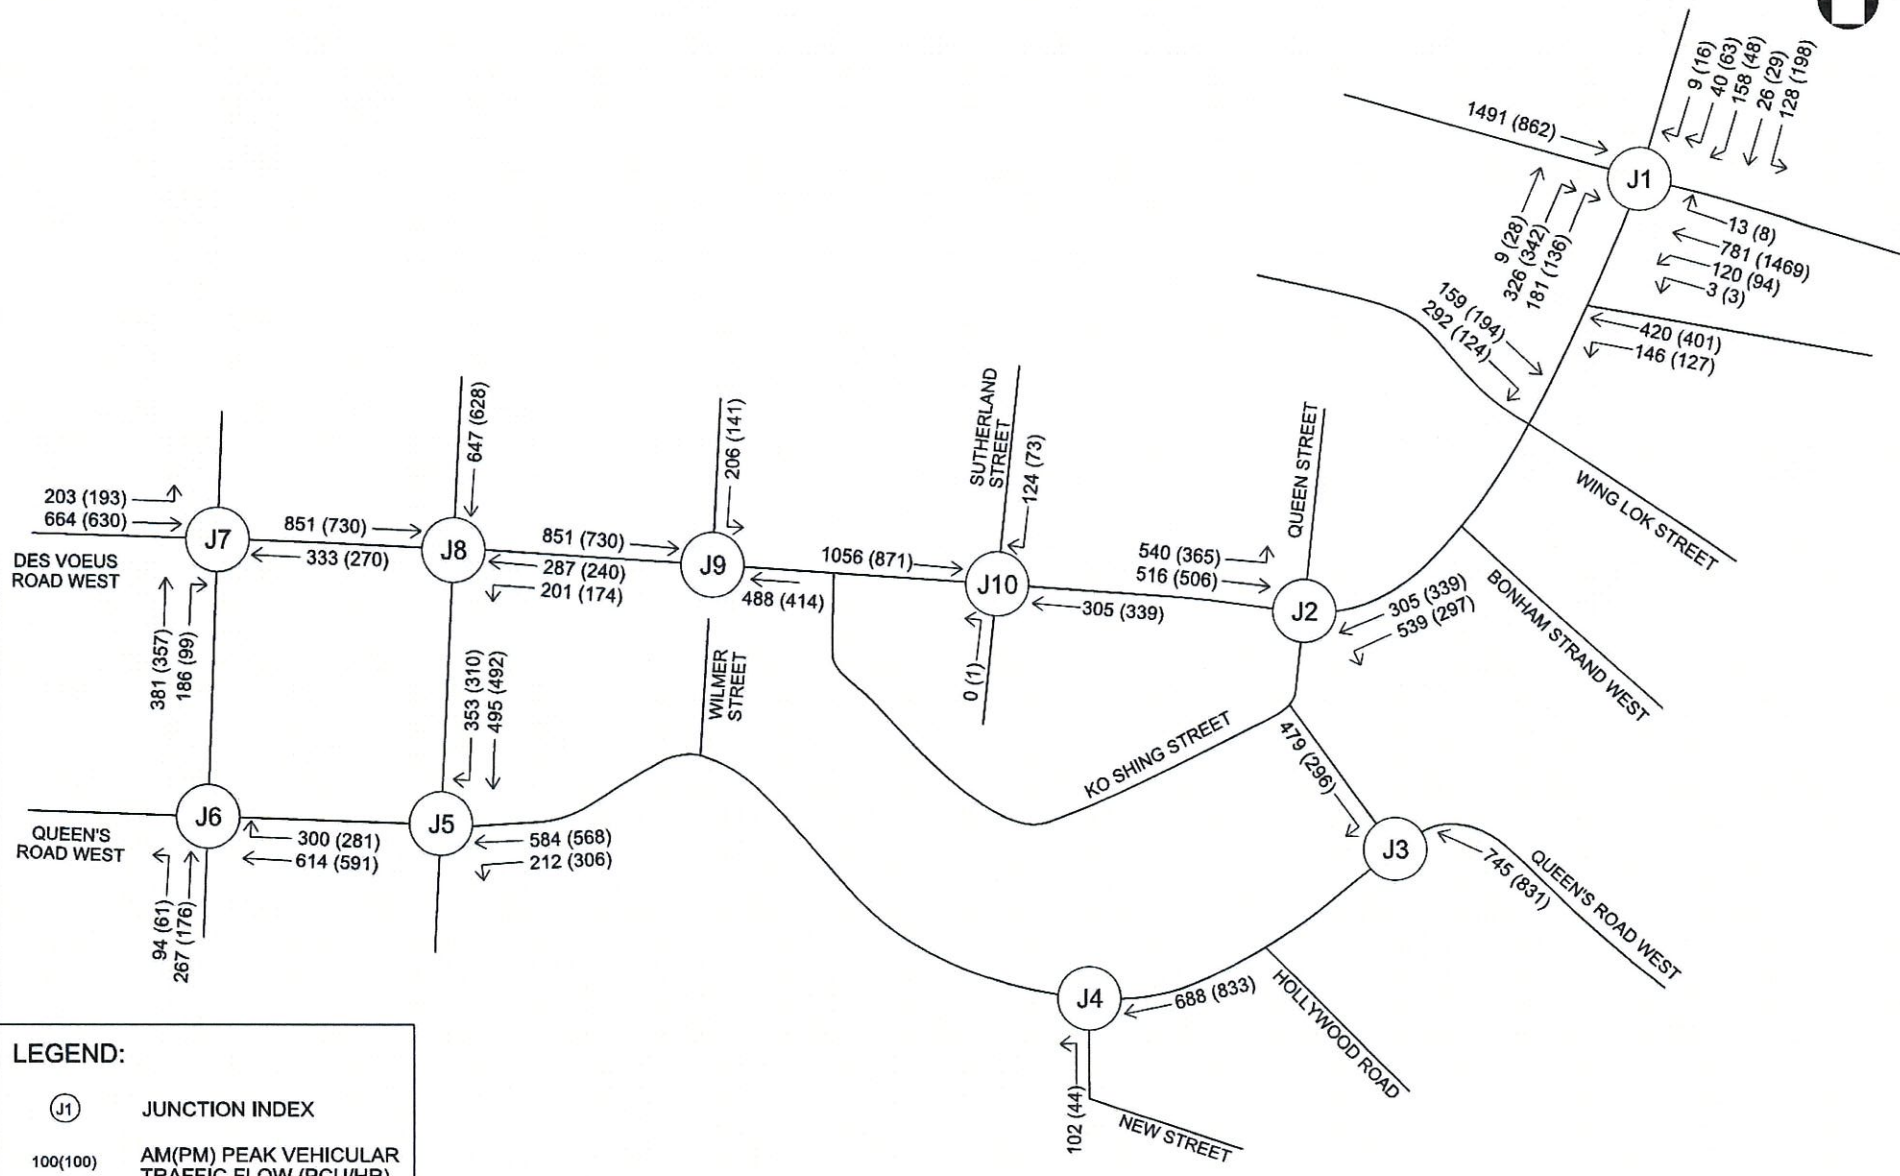 9 (16)
40 (63)
158 (48)
26 (29)
128 (198)
1491 (862)
J1
9 (28)
326 (342)
181 (136)
13 (8)
781 (1469)
120 (94)
3 (3)
159 (194)
292 (124)
420 (401)
146 (127)
647 (628)
206 (141)
SUTHERLAND
STREET
124 (73)
QUEEN STREET
WING LOK STREET
203 (193)
664 (630)
J7
851 (730)
333 (270)
J8
851 (730)
287 (240)
201 (174)
J9
1056 (871)
488 (414)
J10
540 (365)
516 (506)
305 (339)
J2
305 (339)
539 (297)
BONHAM STRAND WEST
DES VOEUS
ROAD WEST
381 (357)
186 (99)
353 (310)
495 (492)
WILMER
STREET
0 (1)
KO SHING STREET
479 (296)
J6
300 (281)
614 (591)
J5
584 (568)
212 (306)
J3
745 (831)
QUEEN'S ROAD WEST
QUEEN'S
ROAD WEST
94 (61)
267 (176)
J4
688 (833)
HOLLYWOOD ROAD
102 (44)
NEW STREET
LEGEND:
J1 JUNCTION INDEX
100(100) AM(PM) PEAK VEHICULAR
TRAFFIC FLOW (PCU/HR)